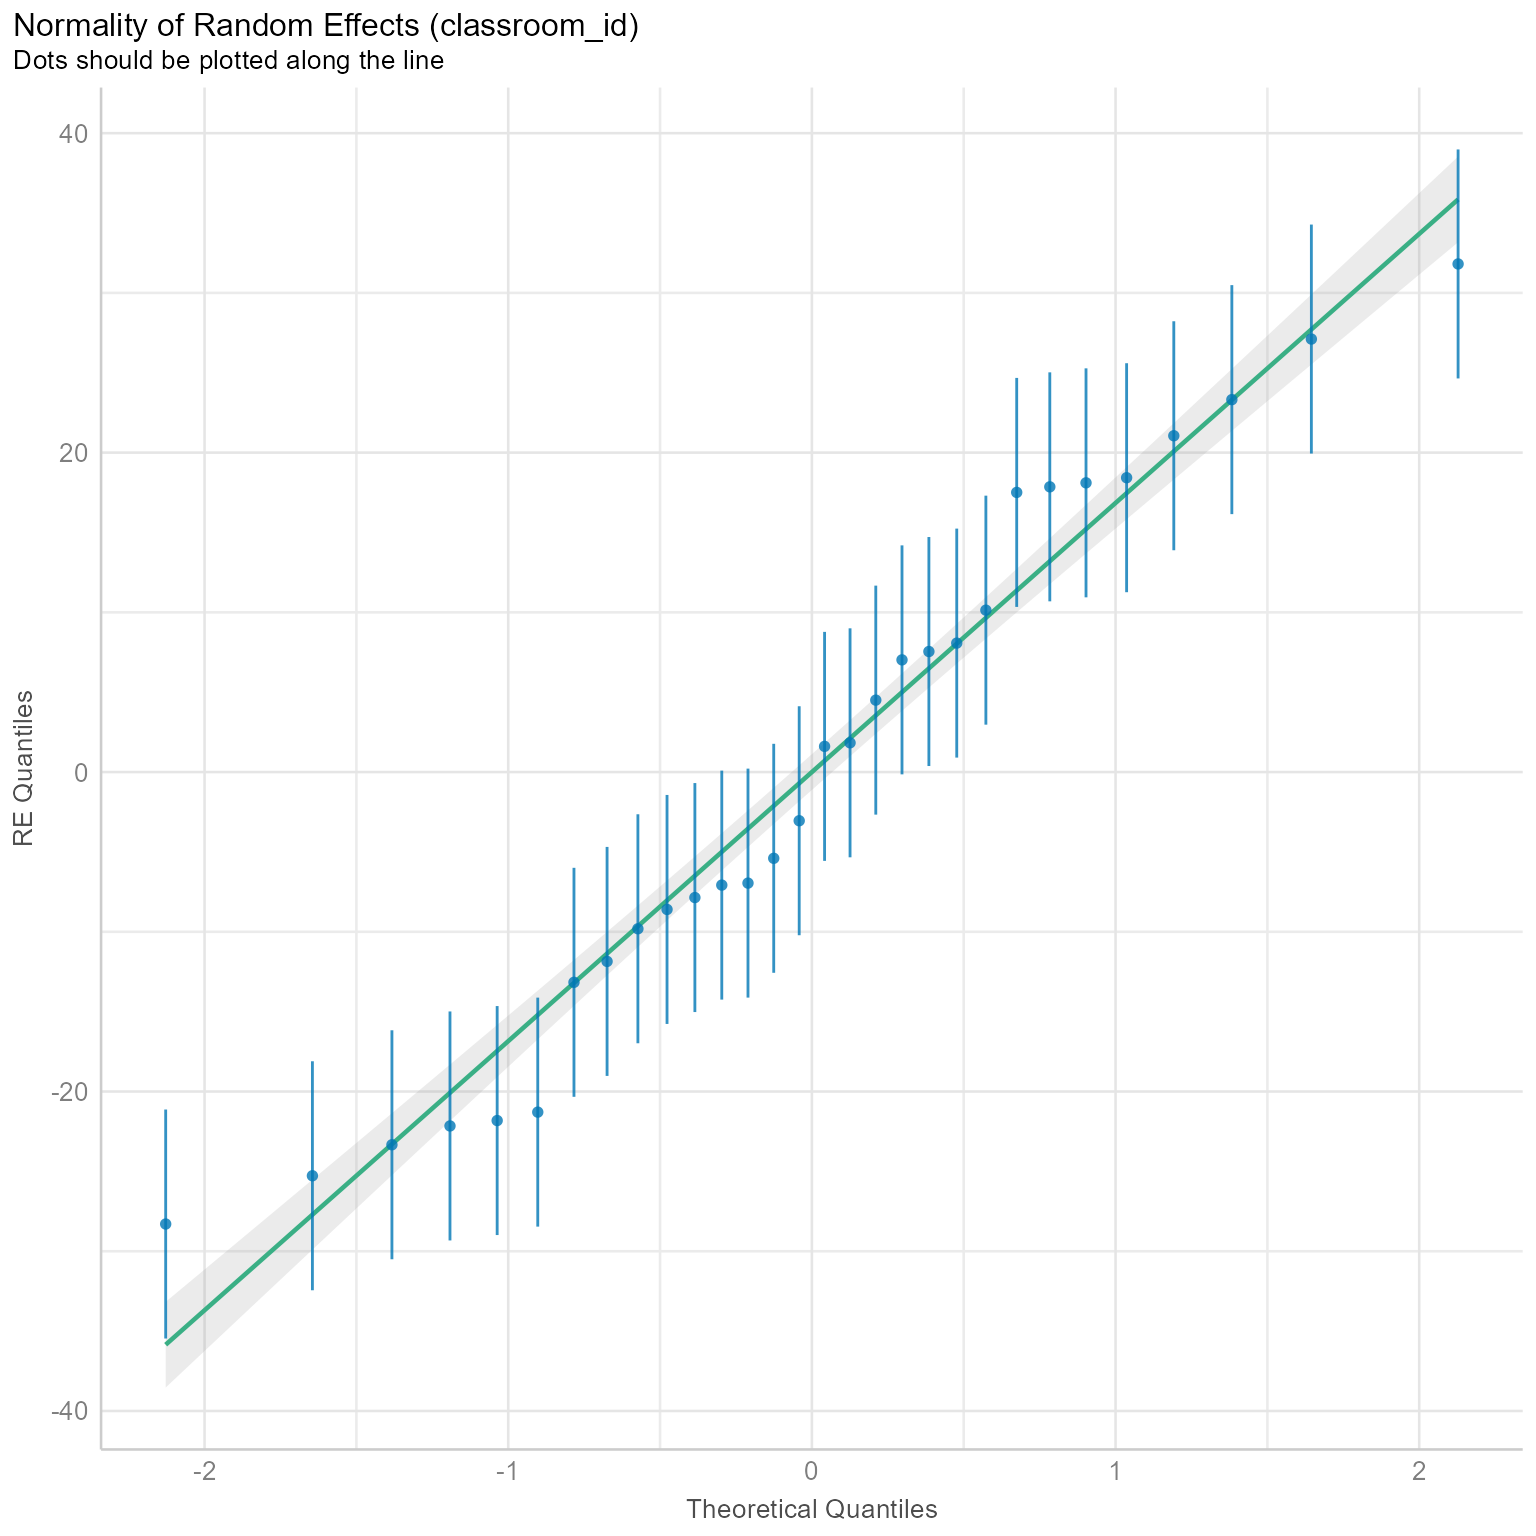 Normality of Random Effects (classroom_id)
Dots should be plotted along the line
40
20
0
-20
-40
RE Quantiles
-2
-1
0
1
2
Theoretical Quantiles